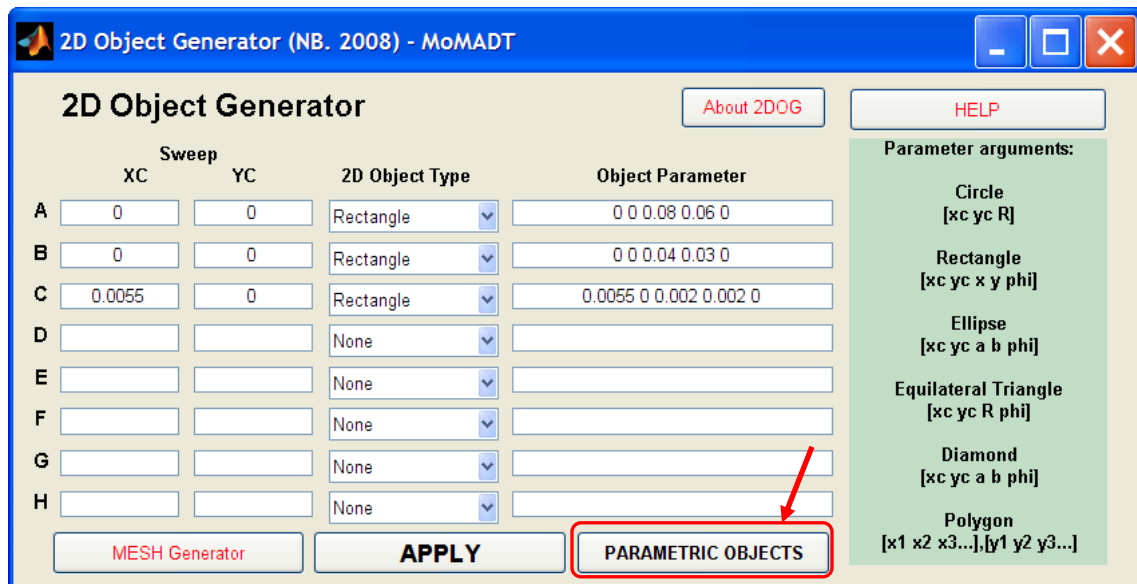 2D Object Generator (NB. 2008) - MoMADT
2D Object Generator
About 2DOG
HELP
Sweep
XC YC 2D Object Type Object Parameter
A 0 0 Rectangle 0 0 0.08 0.06 0
B 0 0 Rectangle 0 0 0.04 0.03 0
C 0.0055 0 Rectangle 0.0055 0 0.002 0.002 0
D None
E None
F None
G None
H None
MESH Generator
APPLY
PARAMETRIC OBJECTS
Parameter arguments:
Circle
[xc yc R]
Rectangle
[xc yc x y phi]
Ellipse
[xc yc a b phi]
Equilateral Triangle
[xc yc R phi]
Diamond
[xc yc a b phi]
Polygon
[x1 x2 x3...],[y1 y2 y3...]